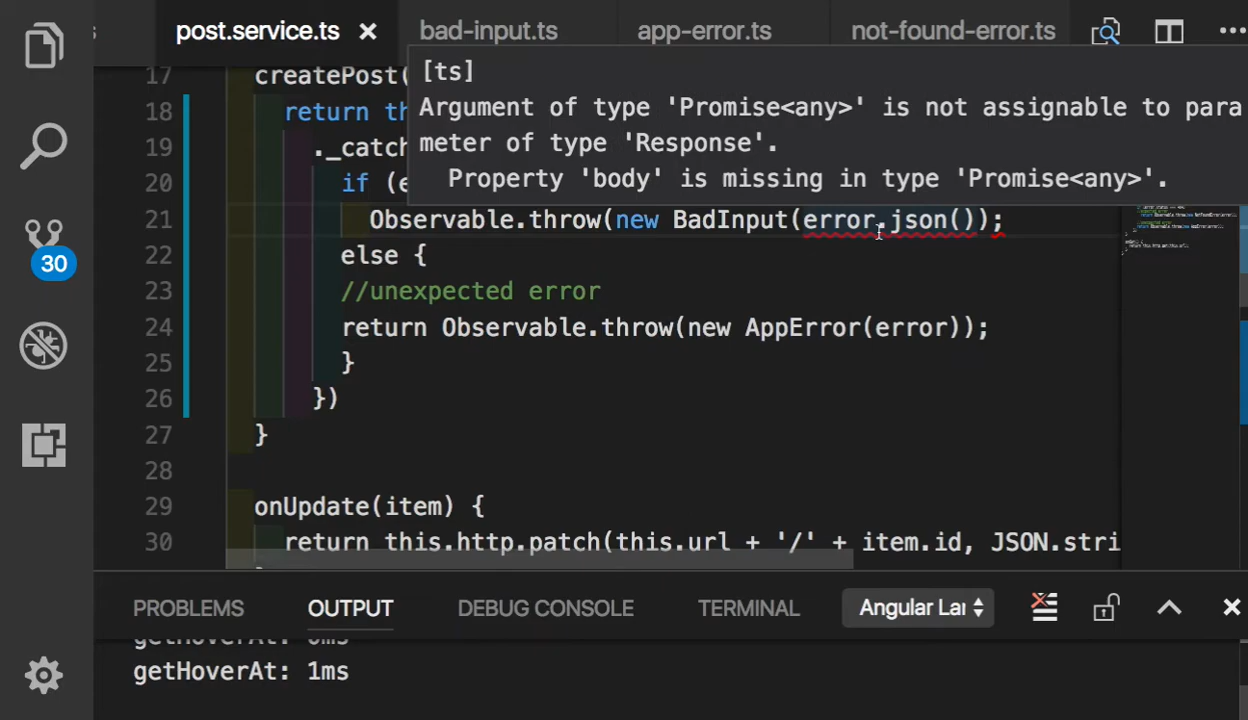 s
post.service.ts
bad-input.ts
app-error.ts
not-found-error.ts
[ts]
Argument of type 'Promise<any>' is not assignable to para
meter of type 'Response'.
Property 'body' is missing in type 'Promise<any>'.
17 createPost(
18 return th
19 ._catch
20 if (e
21 Observable.throw(new BadInput(error.json());
22 else {
23 //unexpected error
24 return Observable.throw(new AppError(error));
25 }
26 })
27 }
28
29 onUpdate(item) {
30 return this.http.patch(this.url + '/' + item.id, JSON.stri
30
PROBLEMS
OUTPUT
DEBUG CONSOLE
TERMINAL
Angular Lan
getHoverAt: 0ms
getHoverAt: 1ms